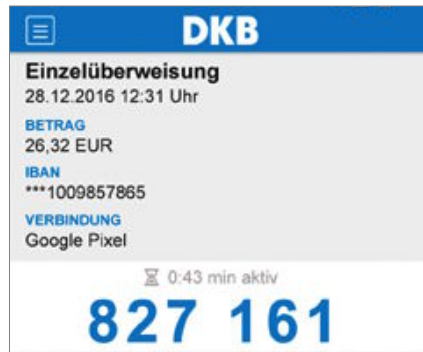 DKB
Einzelüberweisung
28.12.2016 12:31 Uhr
BETRAG
26,32 EUR
IBAN
***1009857865
VERBINDUNG
Google Pixel
0:43 min aktiv
827 161